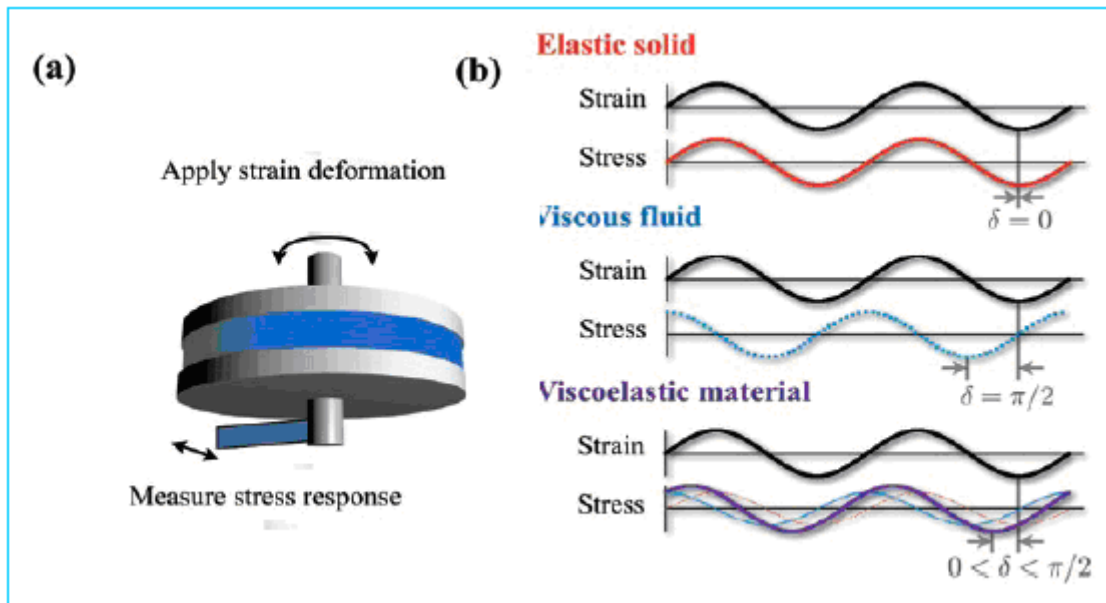 (a)
Apply strain deformation
Measure stress response
(b)
Elastic solid
Strain
Stress
δ = 0
Viscous fluid
Strain
Stress
δ = π/2
Viscoelastic material
Strain
Stress
0 < δ < π/2